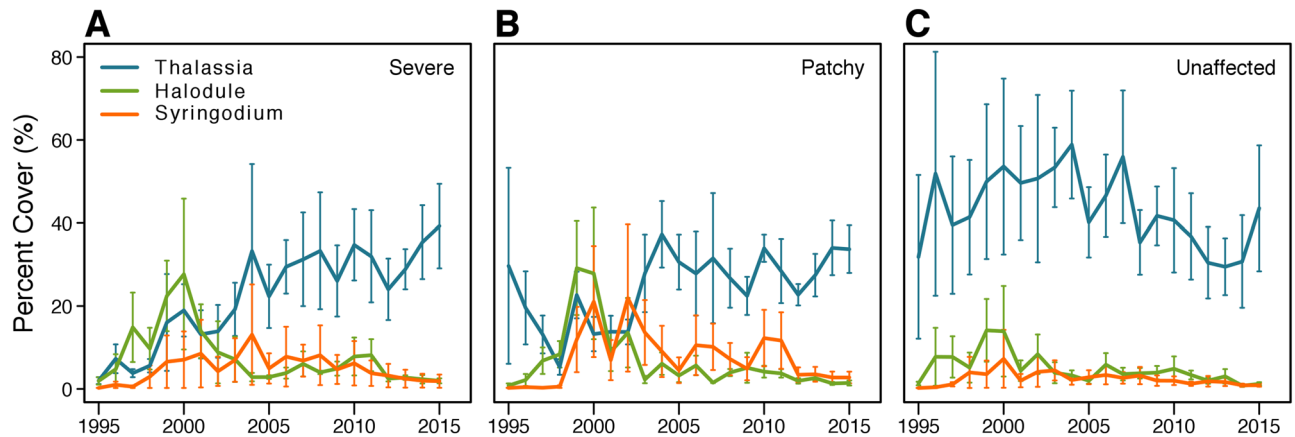 A B C
Thalassia
Halodule
Syringodium
Severe
Patchy
Unaffected
Percent Cover (%)
80
60
40
20
0
1995 2000 2005 2010 2015
1995 2000 2005 2010 2015
1995 2000 2005 2010 2015